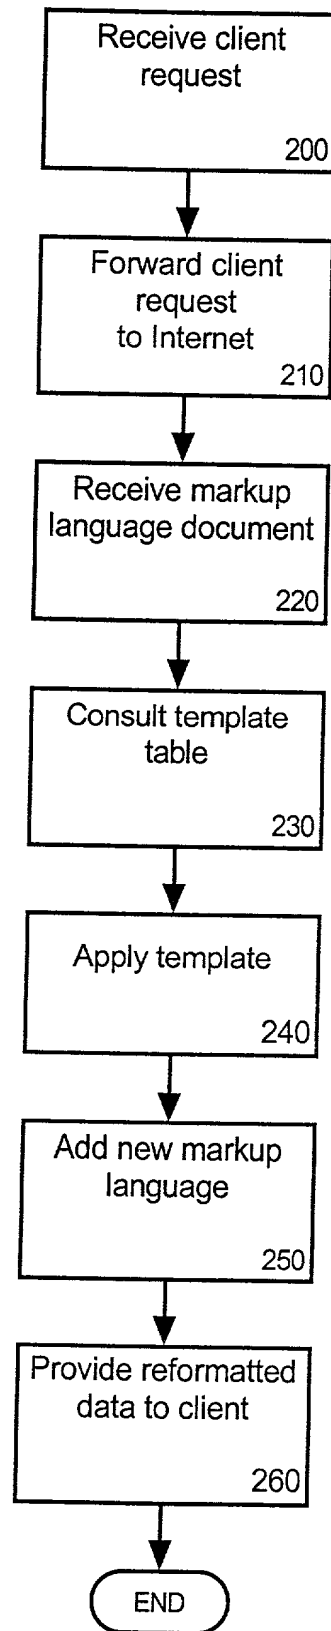 Receive client
request
200
Forward client
request
to Internet
210
Receive markup
language document
220
Consult template
table
230
Apply template
240
Add new markup
language
250
Provide reformatted
data to client
260
END